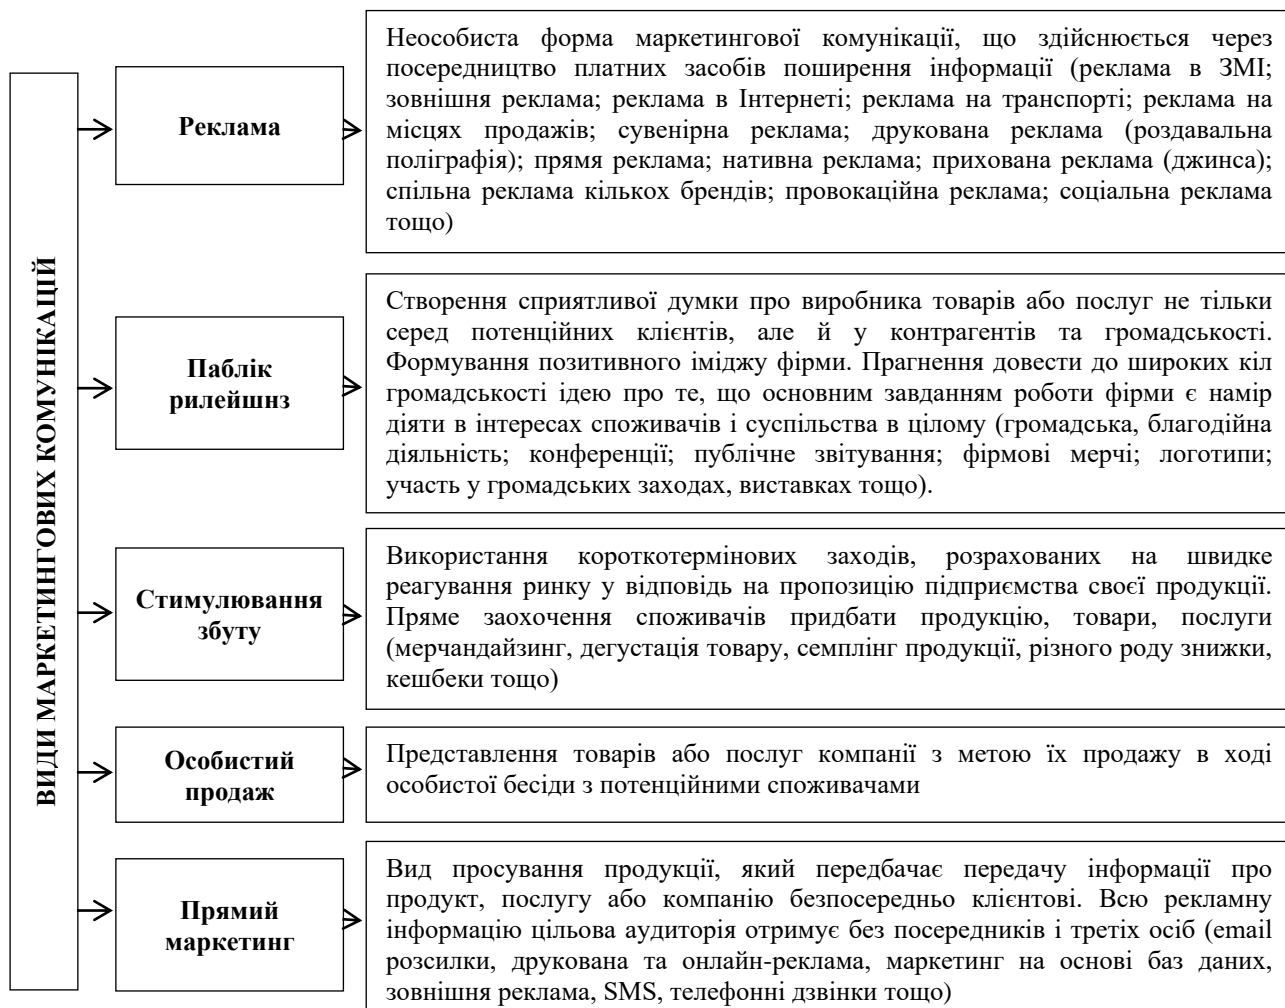 ВИДИ МАРКЕТИНГОВИХ КОМУНІКАЦІЙ
Реклама
Неособиста форма маркетингової комунікації, що здійснюється через
посередництво платних засобів поширення інформації (реклама в ЗМІ;
зовнішня реклама; реклама в Інтернеті; реклама на транспорті; реклама на
місцях продажів; сувенірна реклама; друкована реклама (роздавальна
поліграфія); прямя реклама; нативна реклама; прихована реклама (джинса);
спільна реклама кількох брендів; провокаційна реклама; соціальна реклама
тощо)
Паблік
рилейшнз
Створення сприятливої думки про виробника товарів або послуг не тільки
серед потенційних клієнтів, але й у контрагентів та громадськості.
Формування позитивного іміджу фірми. Прагнення довести до широких кіл
громадськості ідею про те, що основним завданням роботи фірми є намір
діяти в інтересах споживачів і суспільства в цілому (громадська, благодійна
діяльність; конференції; публічне звітування; фірмові мерчі; логотипи;
участь у громадських заходах, виставках тощо).
Стимулювання
збуту
Використання короткотермінових заходів, розрахованих на швидке
реагування ринку у відповідь на пропозицію підприємства своєї продукції.
Пряме заохочення споживачів придбати продукцію, товари, послуги
(мерчандайзинг, дегустація товару, семплінг продукції, різного роду знижки,
кешбеки тощо)
Особистий
продаж
Представлення товарів або послуг компанії з метою їх продажу в ході
особистої бесіди з потенційними споживачами
Прямий
маркетинг
Вид просування продукції, який передбачає передачу інформації про
продукт, послугу або компанію безпосередньо клієнтові. Всю рекламну
інформацію цільова аудиторія отримує без посередників і третіх осіб (email
розсилки, друкована та онлайн-реклама, маркетинг на основі баз даних,
зовнішня реклама, SMS, телефонні дзвінки тощо)